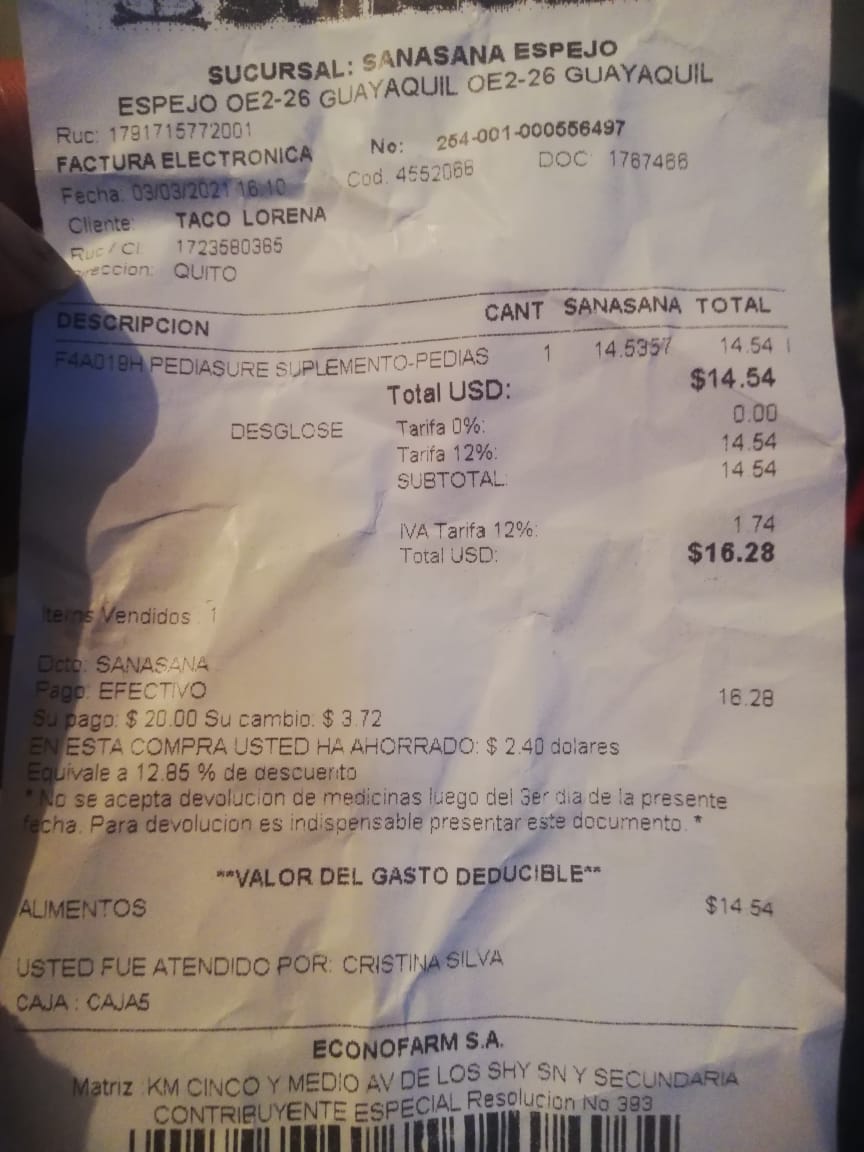 SUCURSAL: SANASANA ESPEJO
ESPEJO OE2-26 GUAYAQUIL OE2-26 GUAYAQUIL
Ruc: 1791715772001
FACTURA ELECTRONICA No: 264-001-000556497
Fecha: 03/03/2021 16:10 Cod. 4552066 DOC: 1767466
Cliente: TACO LORENA
Ruc / CI: 1723580365
Direccion: QUITO
DESCRIPCION CANT SANASANA TOTAL
F4A019H PEDIASURE SUPLEMENTO-PEDIAS 1 14.5357 14.54 I
Total USD: $14.54
DESGLOSE Tarifa 0%: 0.00
Tarifa 12%: 14.54
SUBTOTAL: 14.54
IVA Tarifa 12%: 1.74
Total USD: $16.28
Items Vendidos : 1
Dcto: SANASANA
Pago: EFECTIVO 16.28
Su pago: $ 20.00 Su cambio: $ 3.72
EN ESTA COMPRA USTED HA AHORRADO: $ 2.40 dolares
Equivale a 12.85 % de descuento
* No se acepta devolucion de medicinas luego del 3er dia de la presente
fecha. Para devolucion es indispensable presentar este documento. *
**VALOR DEL GASTO DEDUCIBLE**
ALIMENTOS $14.54
USTED FUE ATENDIDO POR: CRISTINA SILVA
CAJA : CAJA5
ECONOFARM S.A.
Matriz :KM CINCO Y MEDIO AV DE LOS SHY SN Y SECUNDARIA
CONTRIBUYENTE ESPECIAL Resolucion No 393